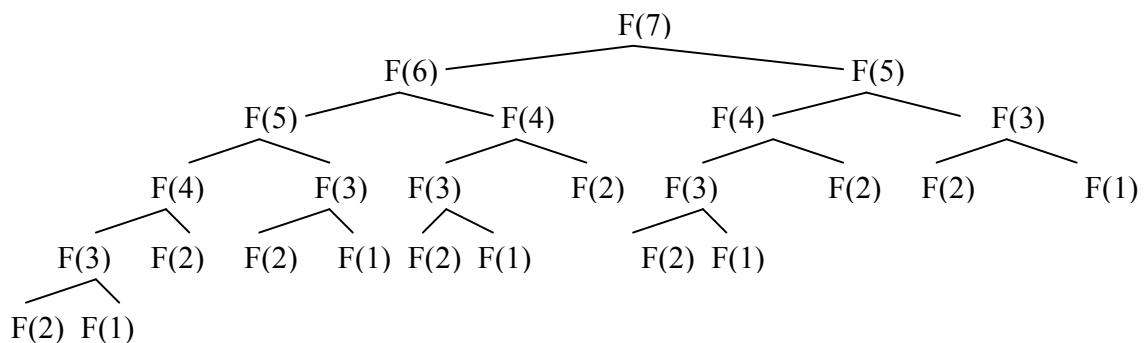 F(7)
F(6) F(5)
F(5) F(4) F(4) F(3)
F(4) F(3) F(3) F(2) F(3) F(2) F(2) F(1)
F(3) F(2) F(2) F(1) F(2) F(1) F(2) F(1)
F(2) F(1)